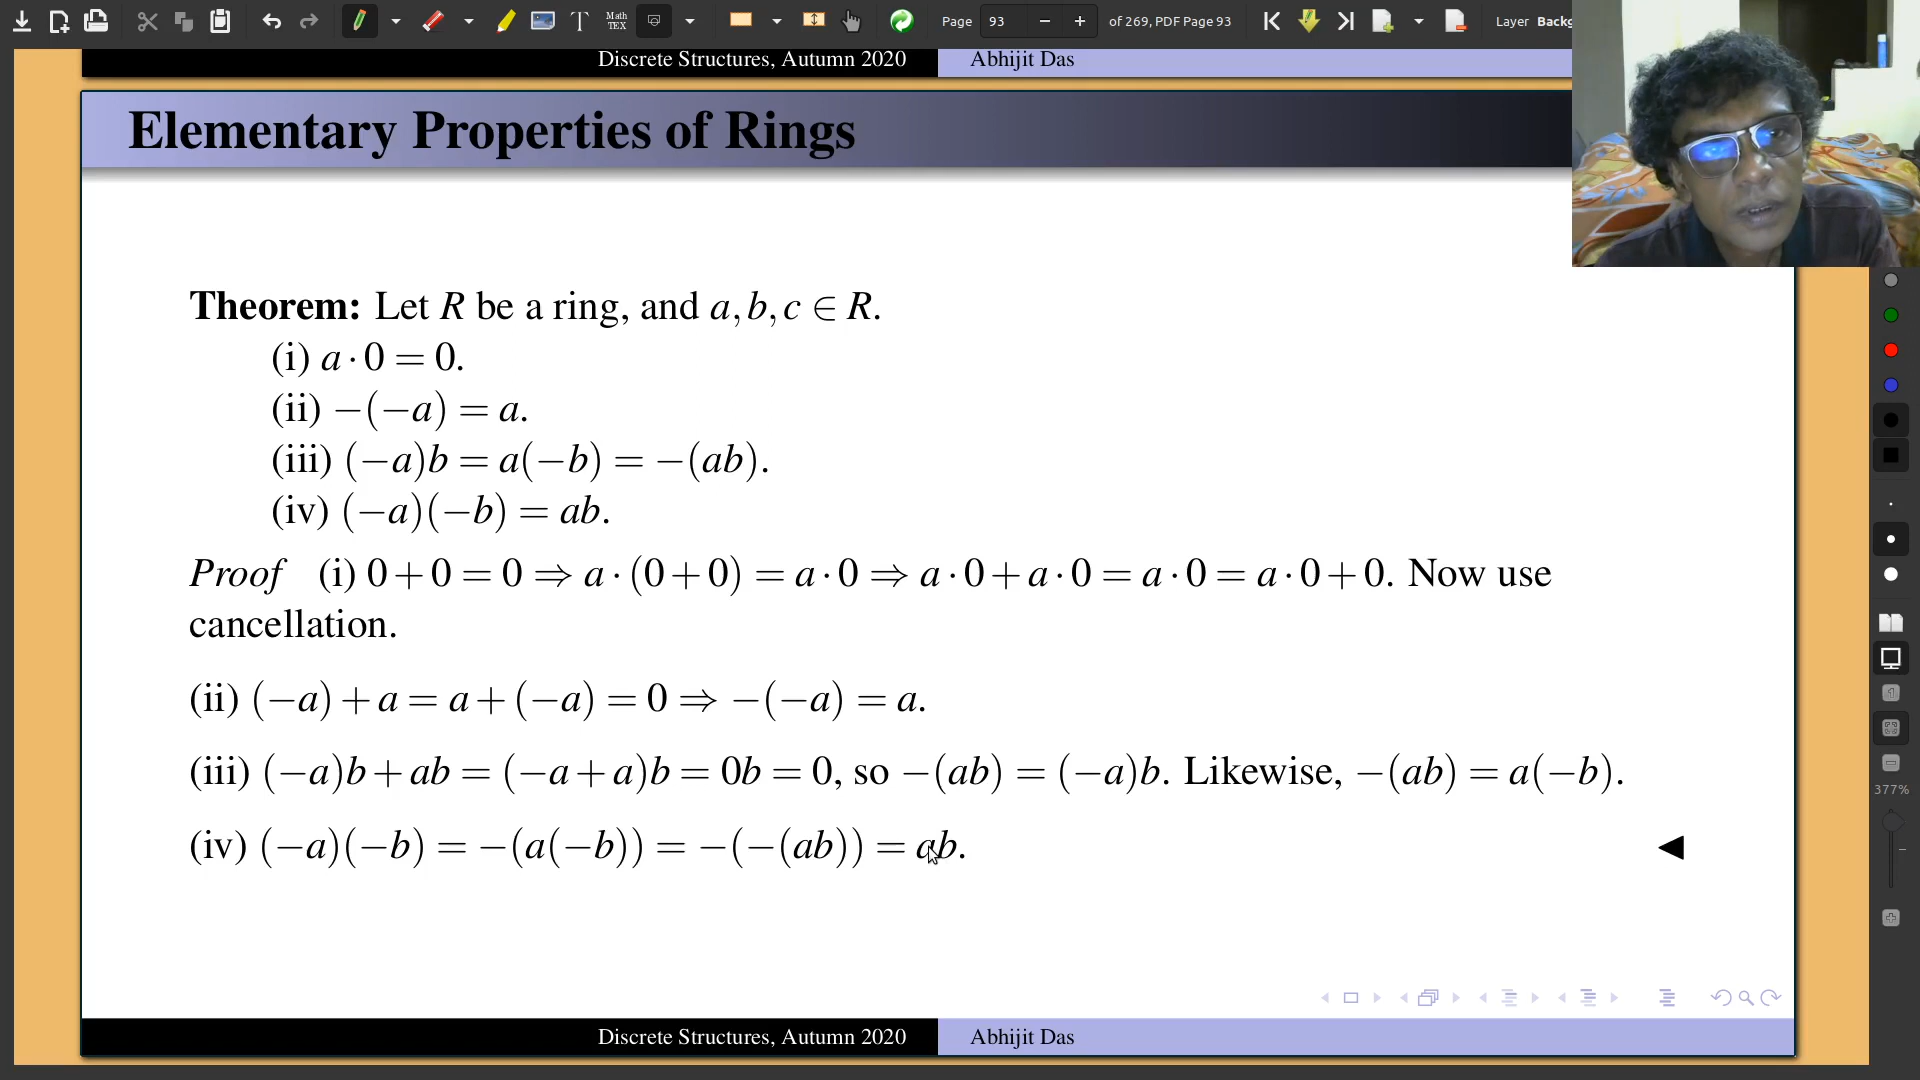 Math
TEX
Page 93 of 269, PDF Page 93
Layer Backg
Discrete Structures, Autumn 2020 Abhijit Das
Elementary Properties of Rings
Theorem: Let R be a ring, and a, b, c ∈ R.
(i) a · 0 = 0.
(ii) −(−a) = a.
(iii) (−a)b = a(−b) = −(ab).
(iv) (−a)(−b) = ab.
Proof (i) 0 + 0 = 0 ⇒ a · (0 + 0) = a · 0 ⇒ a · 0 + a · 0 = a · 0 = a · 0 + 0. Now use
cancellation.
(ii) (−a) + a = a + (−a) = 0 ⇒ −(−a) = a.
(iii) (−a)b + ab = (−a + a)b = 0b = 0, so −(ab) = (−a)b. Likewise, −(ab) = a(−b).
377%
(iv) (−a)(−b) = −(a(−b)) = −(−(ab)) = ab.
Discrete Structures, Autumn 2020 Abhijit Das